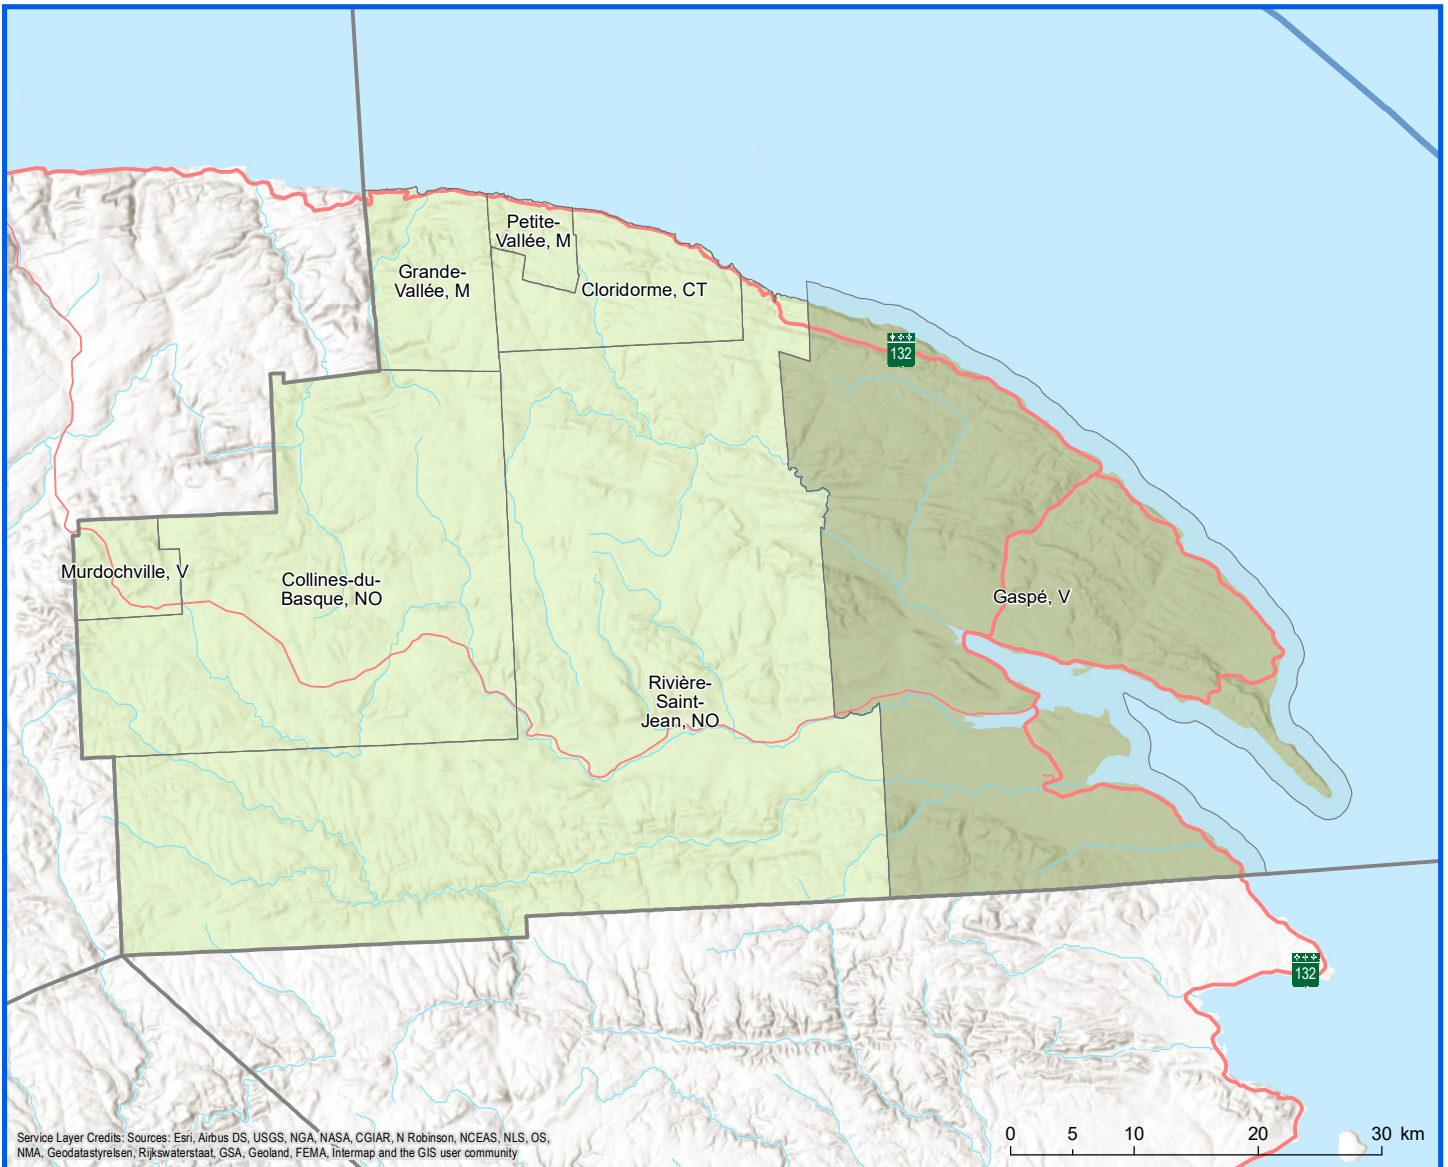 Petite-
Vallée, M
Grande-
Vallée, M
Cloridorme, CT
132
Murdochville, V
Collines-du-
Basque, NO
Gaspé, V
Rivière-
Saint-
Jean, NO
132
Service Layer Credits: Sources: Esri, Airbus DS, USGS, NGA, NASA, CGIAR, N Robinson, NCEAS, NLS, OS,
NMA, Geodatastyrelsen, Rijkswaterstaat, GSA, Geoland, FEMA, Intermap and the GIS user community
0 5 10 20 30 km